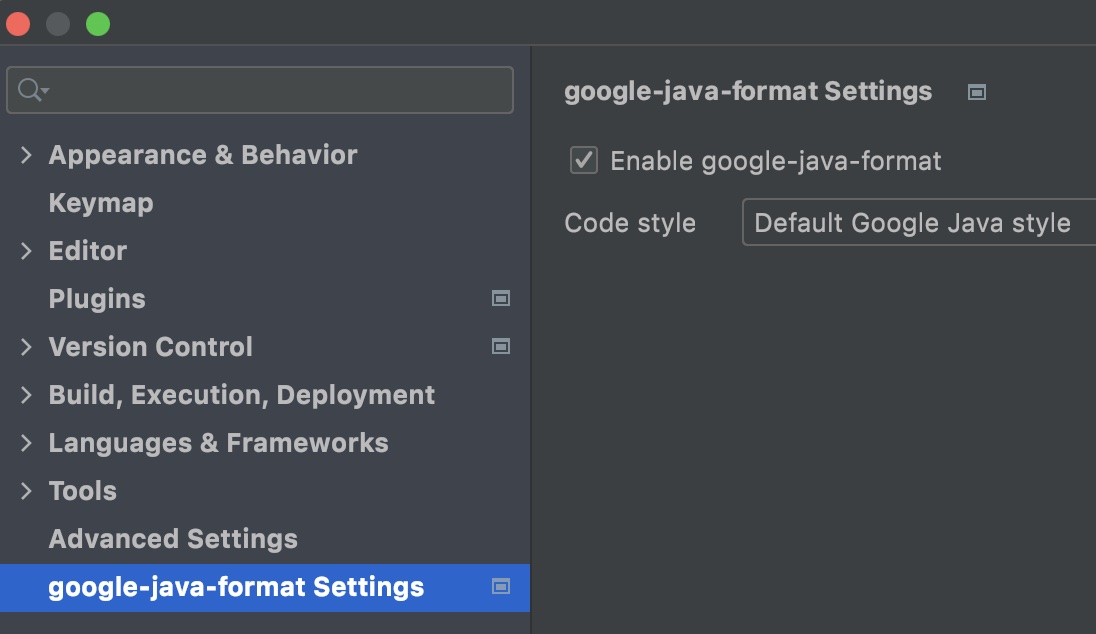 Appearance & Behavior
Keymap
Editor
Plugins
Version Control
Build, Execution, Deployment
Languages & Frameworks
Tools
Advanced Settings
google-java-format Settings
google-java-format Settings
Enable google-java-format
Code style Default Google Java style